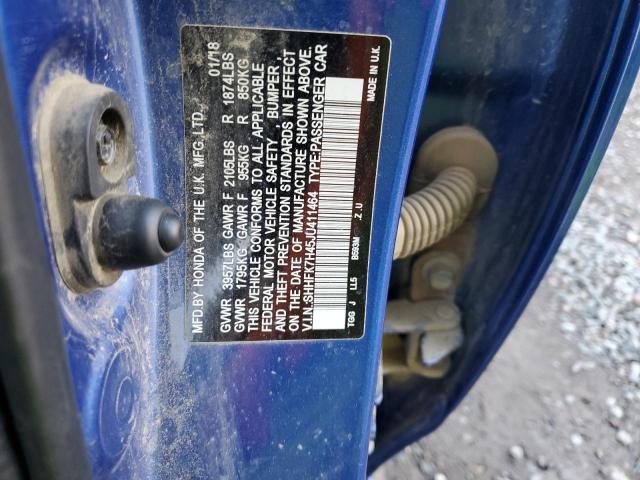 MFD.BY HONDA OF THE U.K. MFG.,LTD. 01/18
GVWR 3957LBS GAWR F 2105LBS R 1874LBS
GVWR 1795KG GAWR F 955KG R 850KG
THIS VEHICLE CONFORMS TO ALL APPLICABLE
FEDERAL MOTOR VEHICLE SAFETY , BUMPER ,
AND THEFT PREVENTION STANDARDS IN EFFECT
ON THE DATE OF MANUFACTURE SHOWN ABOVE.
V.I.N.:SHHFK7H45JU411464 TYPE:PASSENGER CAR
TGG J LL5 B593M .Z.U MADE IN U.K.